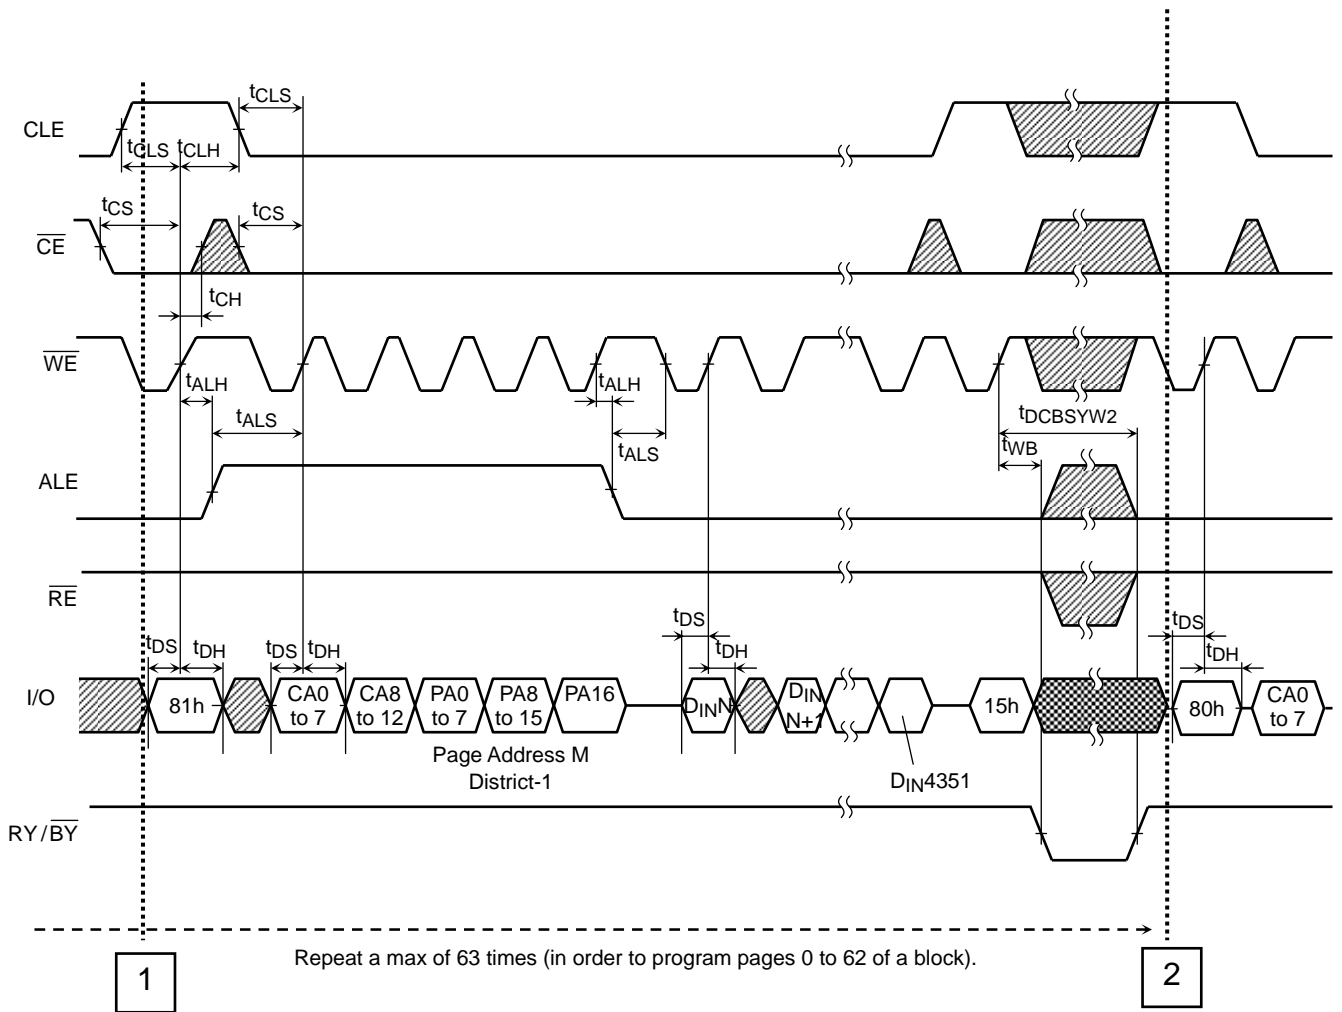 tCLS
CLE
tCLS tCLH
tCS tCS
CE
tCH
WE
tALH tALH
tALS tDCBSYW2
tALS tWB
ALE
RE
tDS tDH tDS tDH tDS tDH tDS tDH
I/O
81h
CA0 to 7
CA8 to 12
PA0 to 7
PA8 to 15
PA16
DINN
DIN N+1
15h
80h
CA0 to 7
Page Address M
District-1
DIN4351
RY/BY
Repeat a max of 63 times (in order to program pages 0 to 62 of a block).
1
2